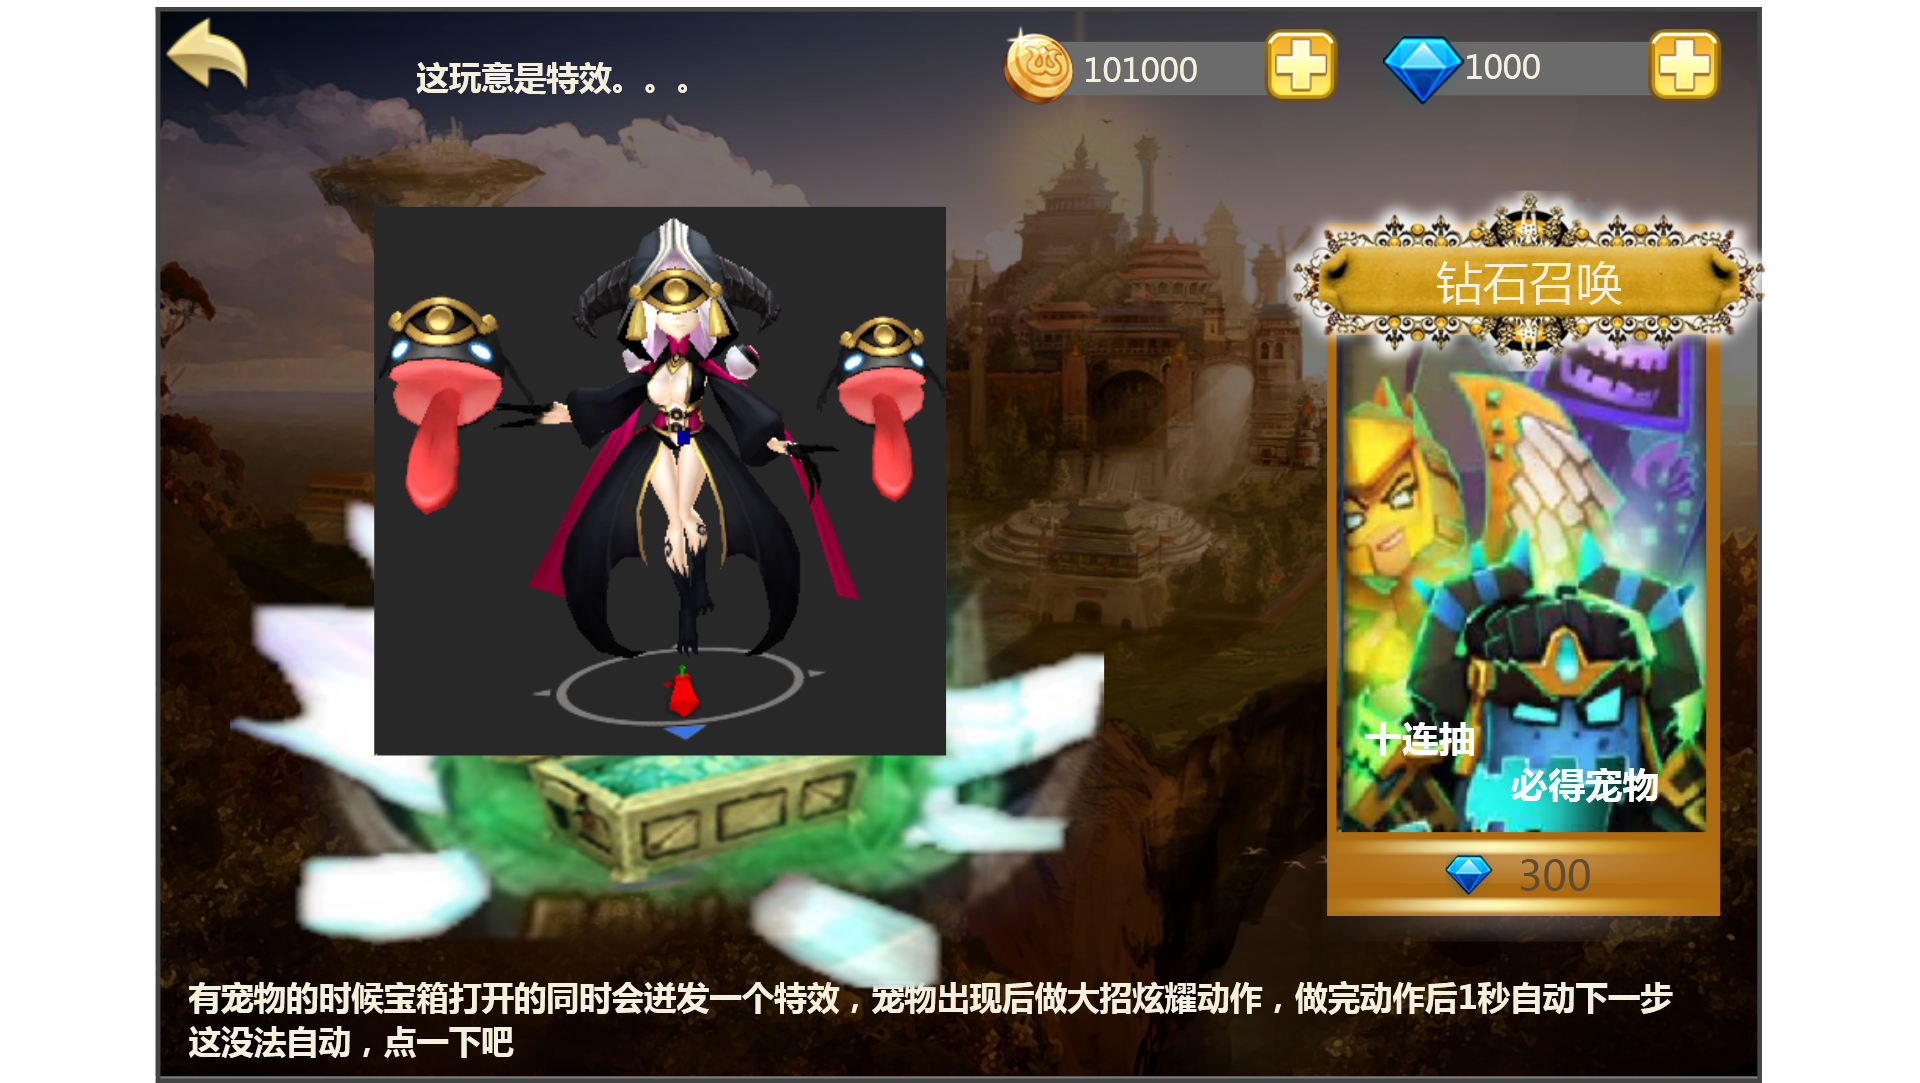 这玩意是特效。。。
101000
1000
钻石召唤
十连抽
必得宠物
300
有宠物的时候宝箱打开的同时会迸发一个特效，宠物出现后做大招炫耀动作，做完动作后1秒自动下一步
这没法自动，点一下吧